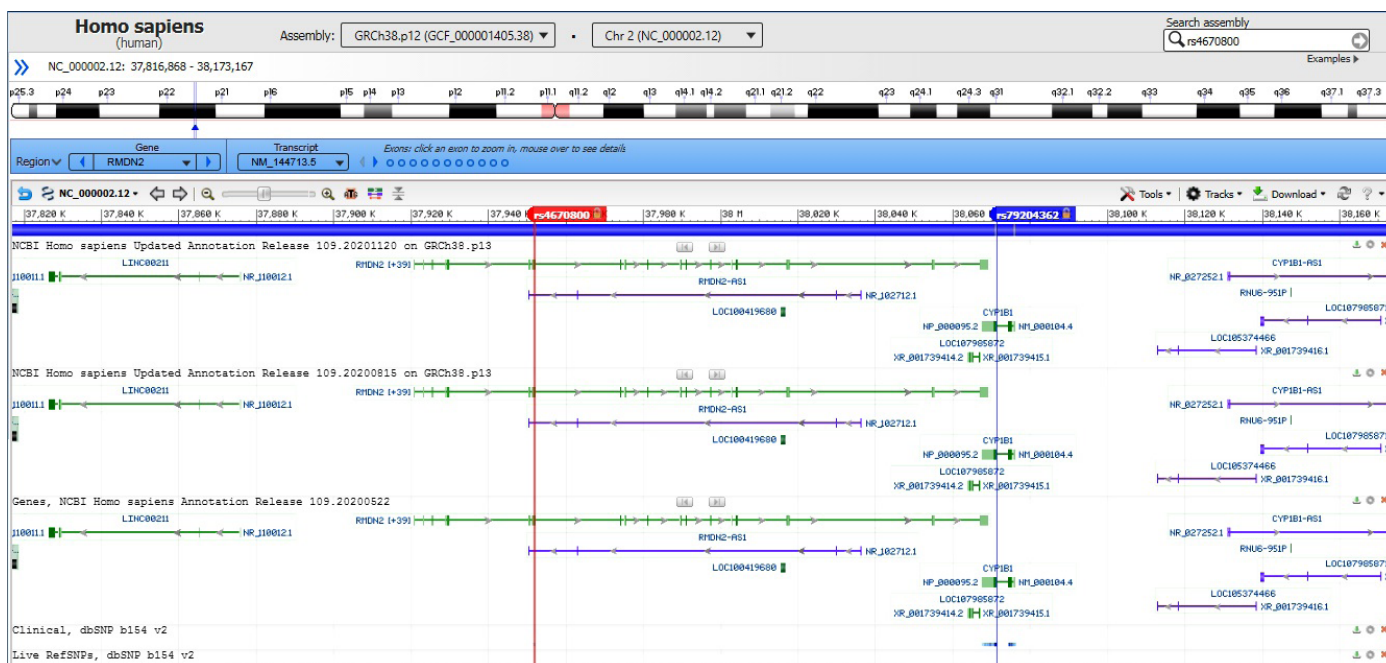 Homo sapiens
(human)
Assembly: GRCh38.p12 (GCF_000001405.38) • Chr 2 (NC_000002.12)
Search assembly
rs4670800
Examples
NC_000002.12: 37,816,868 - 38,173,167
p25.3 p24 p23 p22 p21 p16 p15 p14 p13 p12 p11.2 p11.1 q11.2 q12 q13 q14.1 q14.2 q21.1 q21.2 q22 q23 q24.1 q24.3 q31 q32.1 q32.2 q33 q34 q35 q36 q37.1 q37.3
Region Gene RMDN2 Transcript NM_144713.5 Exons: click an exon to zoom in, mouse over to see details
NC_000002.12 Tools Tracks Download ?
37,820 K 37,840 K 37,860 K 37,880 K 37,900 K 37,920 K 37,940 rs4670800 37,980 K 38 M 38,020 K 38,040 K 38,060 rs79204362 38,100 K 38,120 K 38,140 K 38,160 K
NCBI Homo sapiens Updated Annotation Release 109.20201120 on GRCh38.p13
LINC00211 RMDN2 [+39] CYP1B1-AS1
110011.1 NR_110012.1 NR_027252.1
RMDN2-AS1
NR_102712.1 RNU6-951P
LOC100419680 CYP1B1 LOC107985871
NP_000095.2 NM_000104.4
LOC107985872 LOC105374466
XR_001739414.2 XR_001739415.1 XR_001739416.1
NCBI Homo sapiens Updated Annotation Release 109.20200815 on GRCh38.p13
LINC00211 RMDN2 [+39] CYP1B1-AS1
110011.1 NR_110012.1 NR_027252.1
RMDN2-AS1
NR_102712.1 RNU6-951P
LOC100419680 CYP1B1 LOC107985871
NP_000095.2 NM_000104.4
LOC107985872 LOC105374466
XR_001739414.2 XR_001739415.1 XR_001739416.1
Genes, NCBI Homo sapiens Annotation Release 109.20200522
LINC00211 RMDN2 [+39] CYP1B1-AS1
110011.1 NR_110012.1 NR_027252.1
RMDN2-AS1
NR_102712.1 RNU6-951P
LOC100419680 CYP1B1 LOC107985871
NP_000095.2 NM_000104.4
LOC107985872 LOC105374466
XR_001739414.2 XR_001739415.1 XR_001739416.1
Clinical, dbSNP b154 v2
Live RefSNPs, dbSNP b154 v2